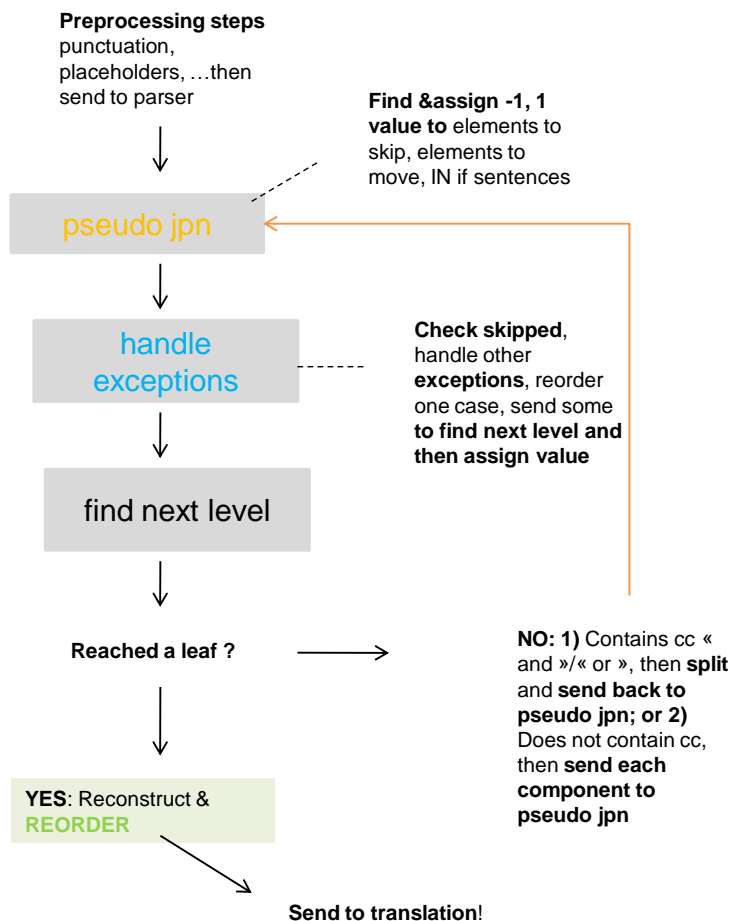 Preprocessing steps
punctuation,
placeholders, …then
send to parser
Find &assign -1, 1
value to elements to
skip, elements to
move, IN if sentences
pseudo jpn
handle
exceptions
Check skipped,
handle other
exceptions, reorder
one case, send some
to find next level and
then assign value
find next level
Reached a leaf ?
NO: 1) Contains cc «
and »/« or », then split
and send back to
pseudo jpn; or 2)
Does not contain cc,
then send each
component to
pseudo jpn
YES: Reconstruct &
REORDER
Send to translation!